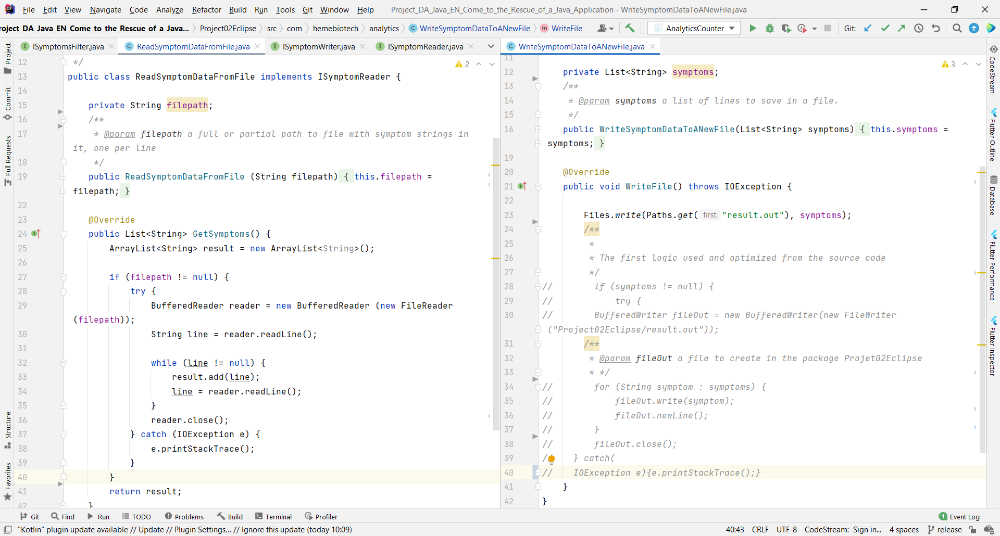 File Edit View Navigate Code Analyze Refactor Build Run Tools Git Window Help Project_DA_Java_EN_Come_to_the_Rescue_of_a_Java_Application - WriteSymptomDataToANewFile.java
roject_DA_Java_EN_Come_to_the_Rescue_of_a_Java... Project02Eclipse src com hemebiotech analytics WriteSymptomDataToANewFile WriteFile AnalyticsCounter Git:
ISymptomsFilter.java ReadSymptomDataFromFile.java ISymptomWriter.java ISymptomReader.java WriteSymptomDataToANewFile.java
Project
Commit
Pull Requests
Structure
Favorites
2
12 */
13 public class ReadSymptomDataFromFile implements ISymptomReader {
14
15 private String filepath;
16 /**
17 * @param filepath a full or partial path to file with symptom strings in
it, one per line
18 */
19 public ReadSymptomDataFromFile (String filepath) { this.filepath =
filepath; }
22
23 @Override
24 public List<String> GetSymptoms() {
25 ArrayList<String> result = new ArrayList<String>();
26
27 if (filepath != null) {
28 try {
29 BufferedReader reader = new BufferedReader (new FileReader
(filepath));
30 String line = reader.readLine();
31
32 while (line != null) {
33 result.add(line);
34 line = reader.readLine();
35 }
36 reader.close();
37 } catch (IOException e) {
38 e.printStackTrace();
39 }
40 }
41 return result;
42 }
3
11
12 private List<String> symptoms;
13 /**
14 * @param symptoms a list of lines to save in a file.
15 */
16 public WriteSymptomDataToANewFile(List<String> symptoms) { this.symptoms =
symptoms; }
19
20 @Override
21 public void WriteFile() throws IOException {
22
23 Files.write(Paths.get( first: "result.out"), symptoms);
24 /**
25 *
26 * The first logic used and optimized from the source code
27 */
28 // if (symptoms != null) {
29 // try {
30 // BufferedWriter fileOut = new BufferedWriter(new FileWriter
("Project02Eclipse/result.out"));
31 /**
32 * @param fileOut a file to create in the package Projet02Eclipse
33 * */
34 // for (String symptom : symptoms) {
35 // fileOut.write(symptom);
36 // fileOut.newLine();
37 // }
38 // fileOut.close();
39 // } catch(
40 // IOException e){e.printStackTrace();}
41 }
42 }
CodeStream
Flutter Outline
Database
Flutter Performance
Flutter Inspector
Git Find Run TODO Problems Build Terminal Profiler 1 Event Log
"Kotlin" plugin update available // Update // Plugin Settings... // Ignore this update (today 10:09) 40:43 CRLF UTF-8 CodeStream: Sign in... 4 spaces release